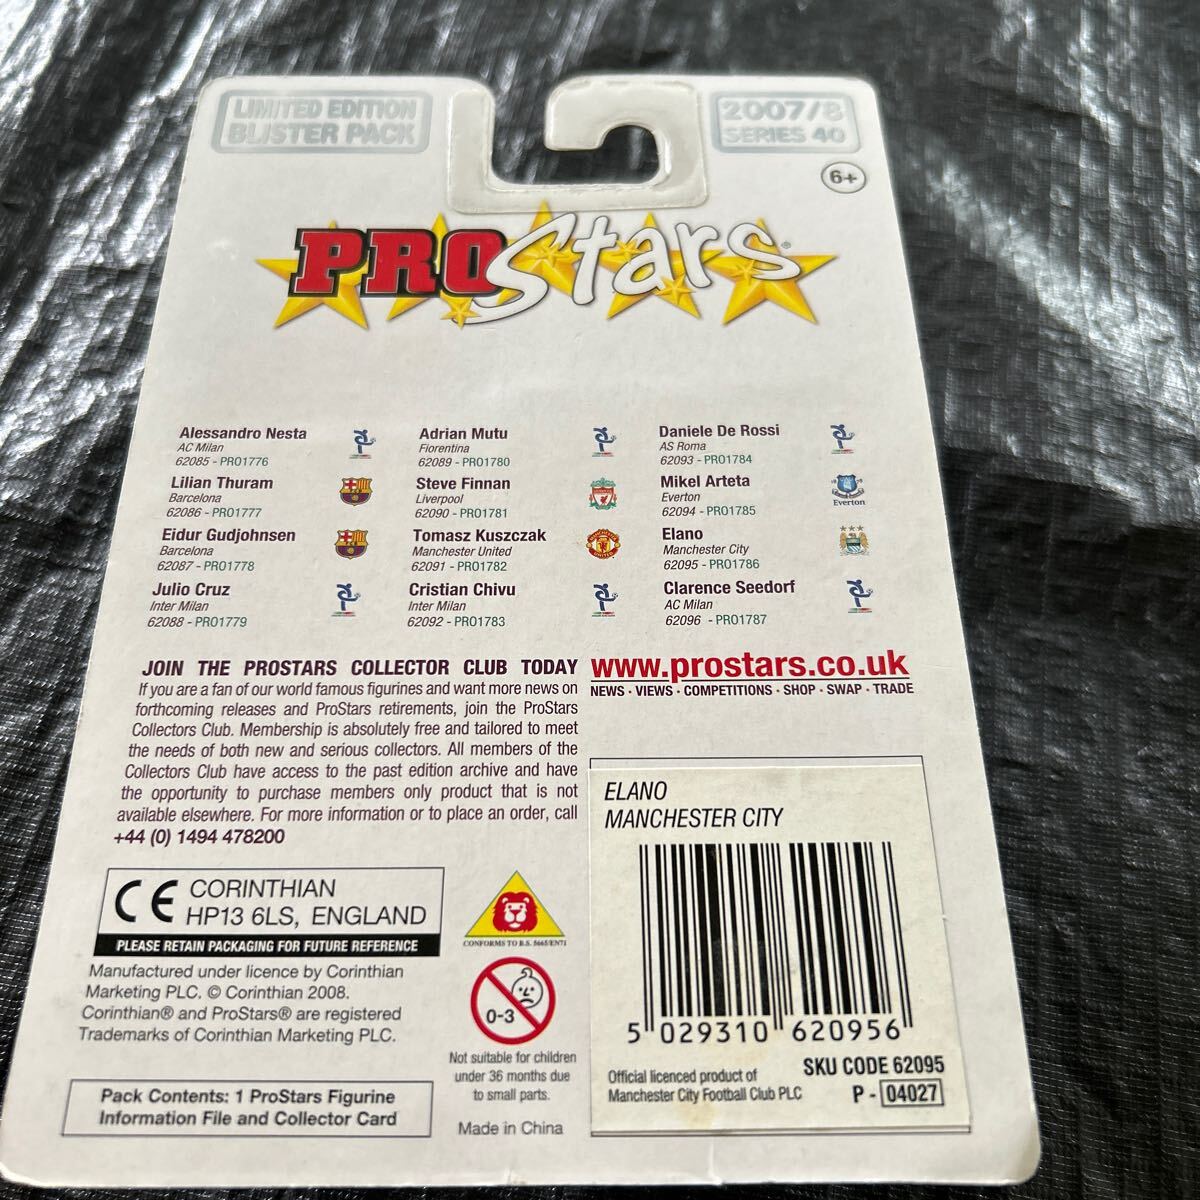 LIMITED EDITION
BLISTER PACK
2007/8
SERIES 40
6+
PRO Stars®
Alessandro Nesta
AC Milan
62085 - PRO1776
Lilian Thuram
Barcelona
62086 - PRO1777
Eidur Gudjohnsen
Barcelona
62087 - PRO1778
Julio Cruz
Inter Milan
62088 - PRO1779
Adrian Mutu
Fiorentina
62089 - PRO1780
Steve Finnan
Liverpool
62090 - PRO1781
Tomasz Kuszczak
Manchester United
62091 - PRO1782
Cristian Chivu
Inter Milan
62092 - PRO1783
Daniele De Rossi
AS Roma
62093 - PRO1784
Mikel Arteta
Everton
62094 - PRO1785
Everton
Elano
Manchester City
62095 - PRO1786
Clarence Seedorf
AC Milan
62096 - PRO1787
JOIN THE PROSTARS COLLECTOR CLUB TODAY
If you are a fan of our world famous figurines and want more news on
forthcoming releases and ProStars retirements, join the ProStars
Collectors Club. Membership is absolutely free and tailored to meet
the needs of both new and serious collectors. All members of the
Collectors Club have access to the past edition archive and have
the opportunity to purchase members only product that is not
available elsewhere. For more information or to place an order, call
+44 (0) 1494 478200
www.prostars.co.uk
NEWS · VIEWS · COMPETITIONS · SHOP · SWAP · TRADE
CE CORINTHIAN
HP13 6LS, ENGLAND
PLEASE RETAIN PACKAGING FOR FUTURE REFERENCE
Manufactured under licence by Corinthian
Marketing PLC. © Corinthian 2008.
Corinthian® and ProStars® are registered
Trademarks of Corinthian Marketing PLC.
Pack Contents: 1 ProStars Figurine
Information File and Collector Card
CONFORMS TO B.S. 5665/EN71
0-3
Not suitable for children
under 36 months due
to small parts.
Made in China
ELANO
MANCHESTER CITY
5 029310 620956
SKU CODE 62095
P - 04027
Official licenced product of
Manchester City Football Club PLC